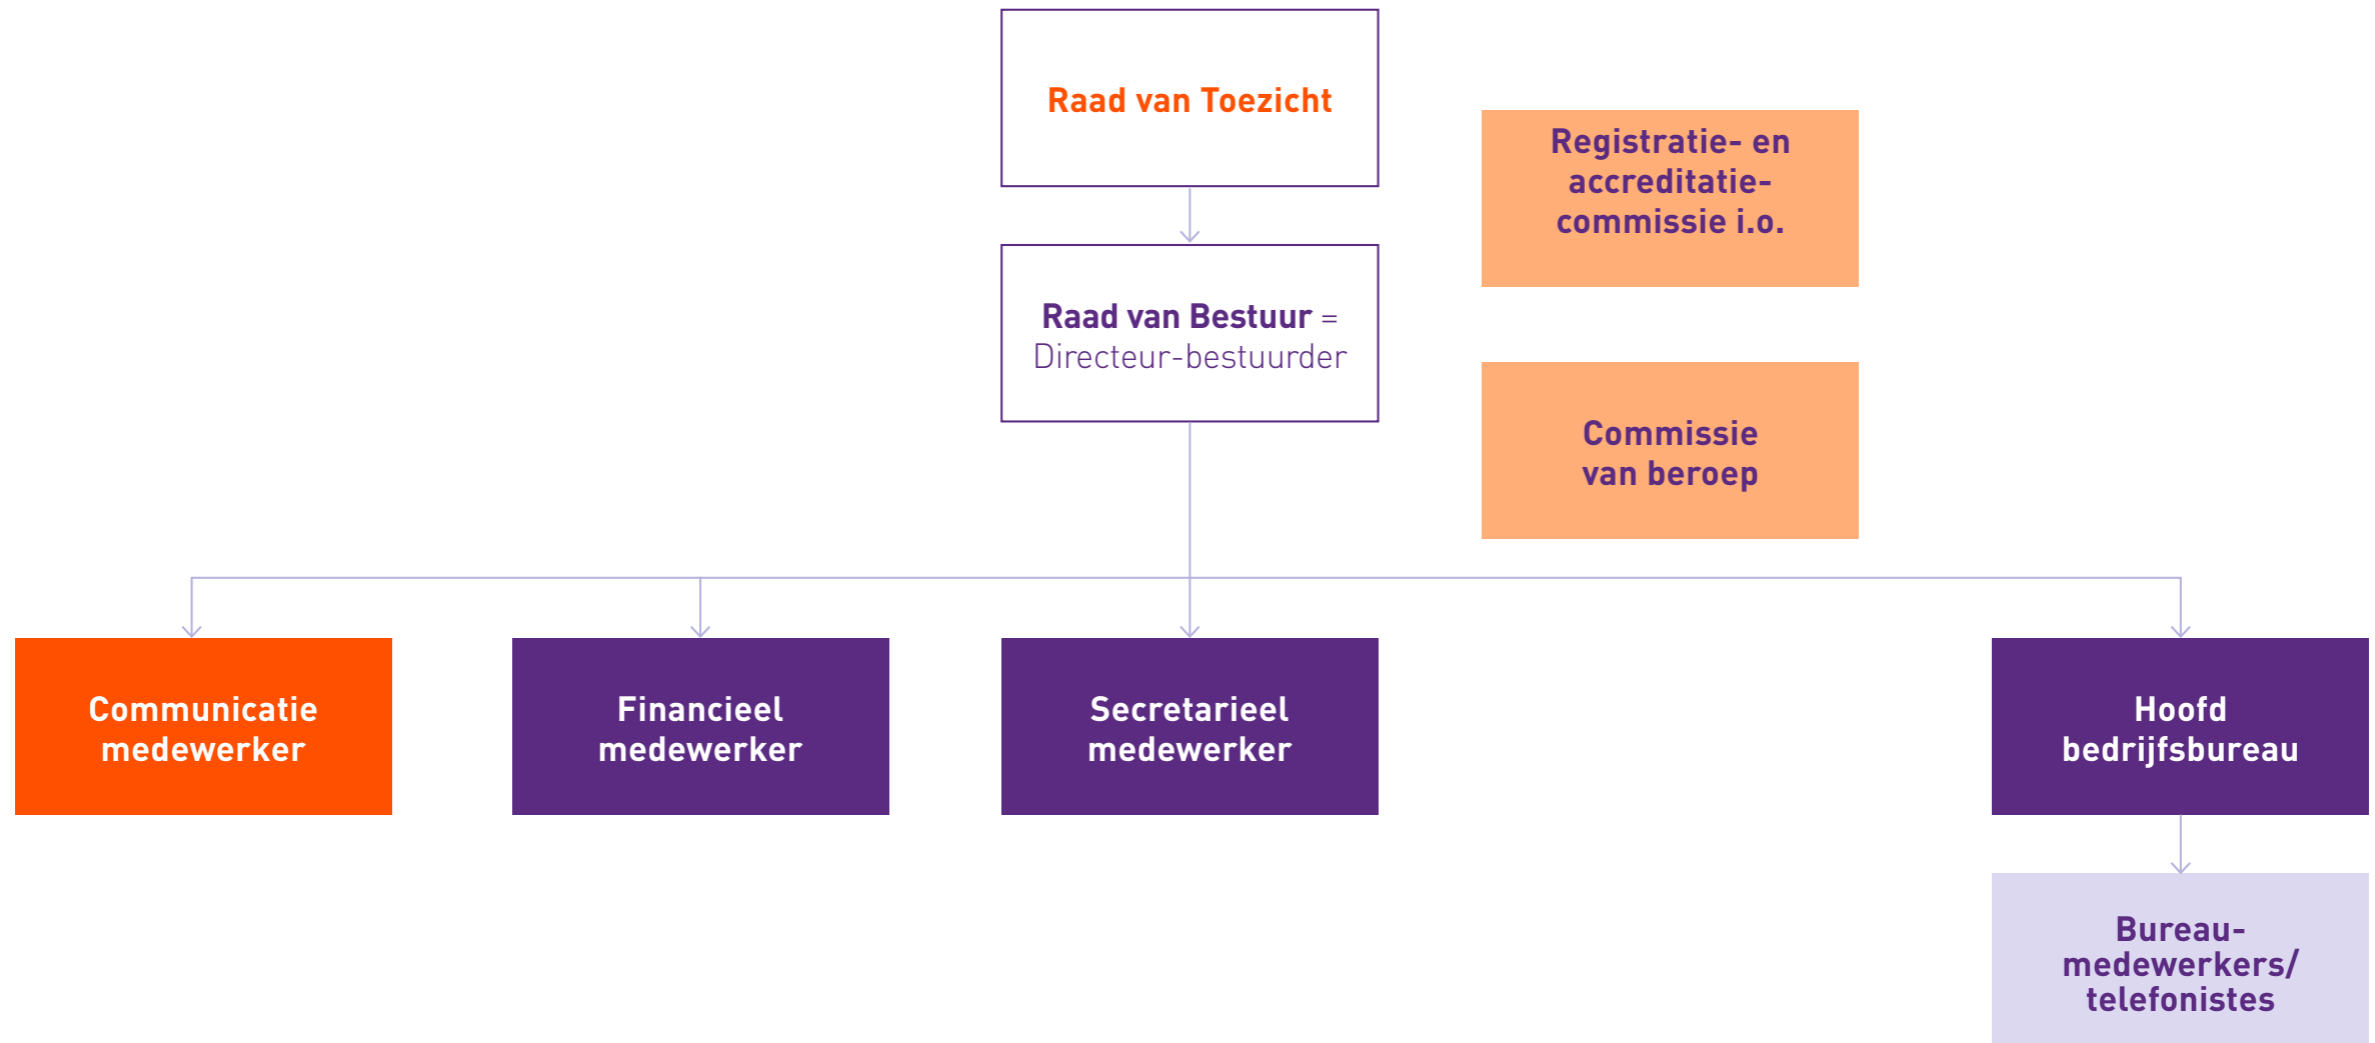 Raad van Toezicht
Registratie- en
accreditatie-
commissie i.o.
Raad van Bestuur =
Directeur-bestuurder
Commissie
van beroep
Communicatie
medewerker
Financieel
medewerker
Secretarieel
medewerker
Hoofd
bedrijfsbureau
Bureau-
medewerkers/
telefonistes